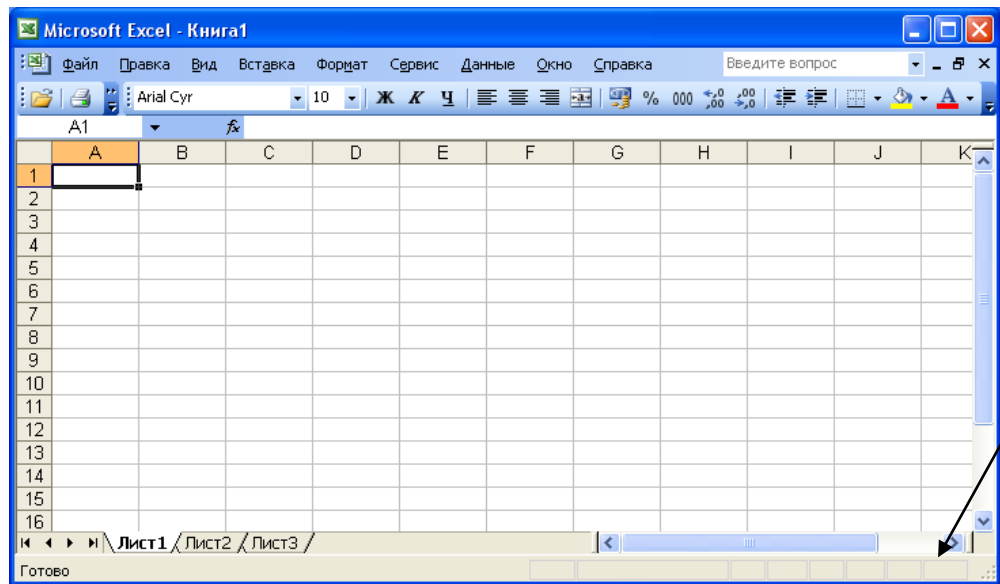 Microsoft Excel - Книга1
Файл Правка Вид Вставка Формат Сервис Данные Окно Справка Введите вопрос
Arial Cyr 10 Ж К Ч % 000 ,00 ,00
A1 fx
A B C D E F G H I J K
1
2
3
4
5
6
7
8
9
10
11
12
13
14
15
16
Лист1 Лист2 Лист3
Готово